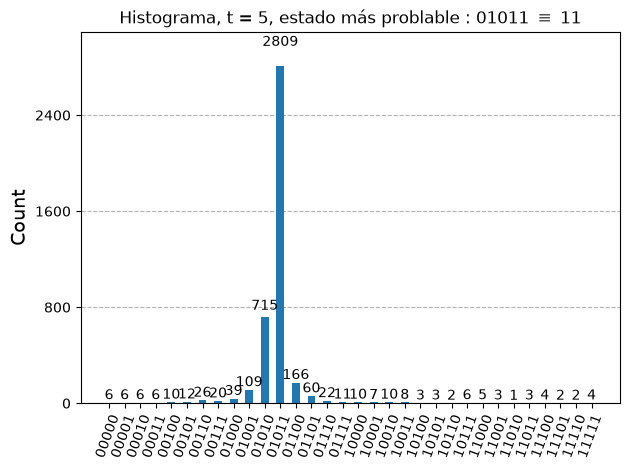 Histograma, t = 5, estado más problable : 01011 ≡ 11
Count
2400
1600
800
0
6 6 6 6 10 12 26 20 39 109 715 2809 166 60 22 11 10 7 10 8 3 3 2 6 5 3 1 3 4 2 2 4
00000 00001 00010 00011 00100 00101 00110 00111 01000 01001 01010 01011 01100 01101 01110 01111 10000 10001 10010 10011 10100 10101 10110 10111 11000 11001 11010 11011 11100 11101 11110 11111